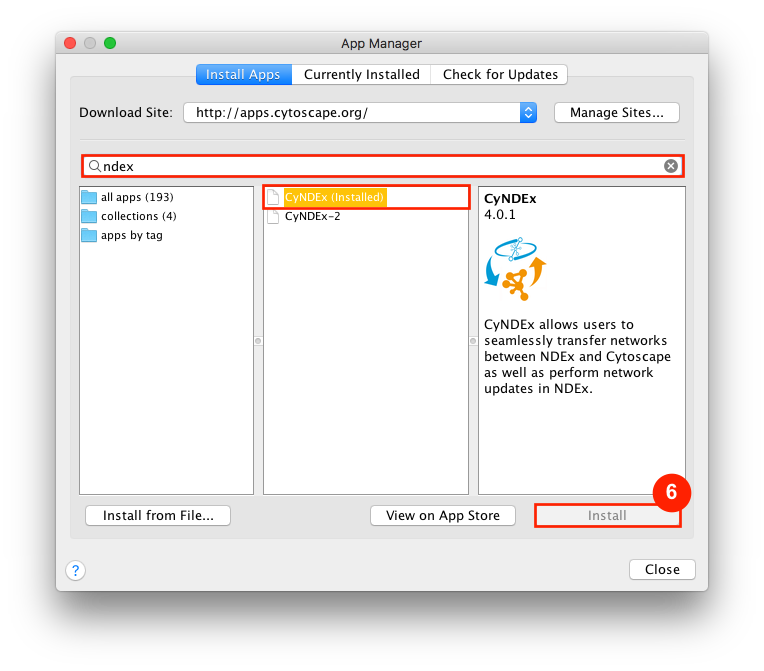 App Manager
Install Apps
Currently Installed
Check for Updates
Download Site:
http://apps.cytoscape.org/
Manage Sites...
ndex
all apps (193)
collections (4)
apps by tag
CyNDEx (Installed)
CyNDEx-2
CyNDEx
4.0.1
CyNDEx allows users to
seamlessly transfer networks
between NDEx and Cytoscape
as well as perform network
updates in NDEx.
6
Install from File...
View on App Store
Install
?
Close